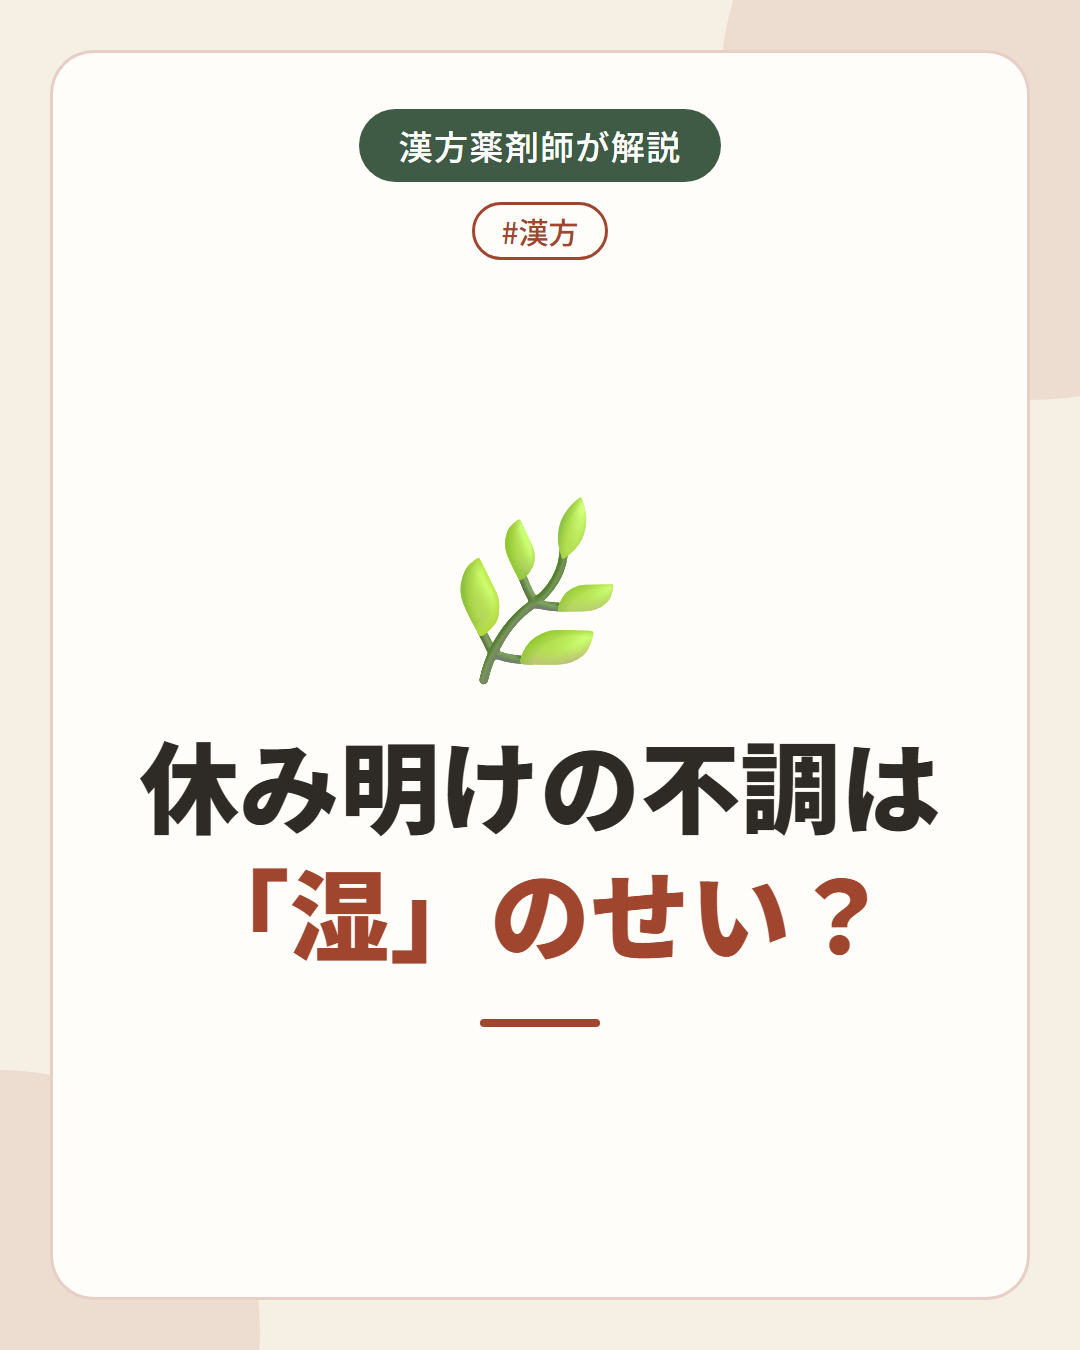 漢方薬剤師が解説
#漢方
休み明けの不調は
「湿」のせい？